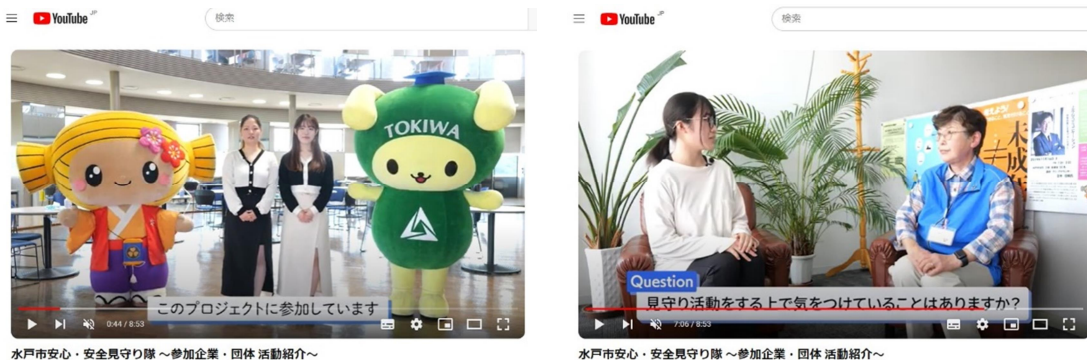 YouTube JP
検索
TOKIWA
このプロジェクトに参加しています
0:44 / 8:53
水戸市安心・安全見守り隊 ～参加企業・団体 活動紹介～
YouTube JP
検索
Question
見守り活動をする上で気をつけていることはありますか？
7:06 / 8:53
水戸市安心・安全見守り隊 ～参加企業・団体 活動紹介～